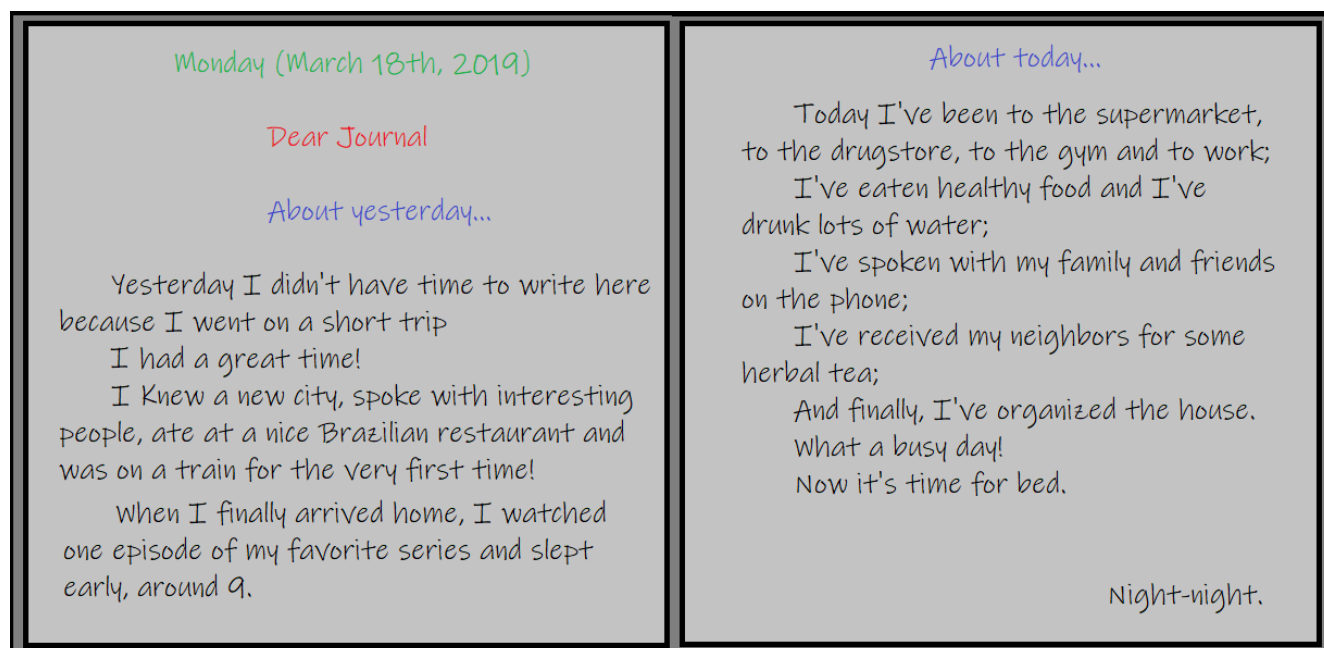 Monday (March 18th, 2019)
Dear Journal
About yesterday...
Yesterday I didn't have time to write here
because I went on a short trip
I had a great time!
I Knew a new city, spoke with interesting
people, ate at a nice Brazilian restaurant and
was on a train for the very first time!
When I finally arrived home, I watched
one episode of my favorite series and slept
early, around 9.
About today...
Today I've been to the supermarket,
to the drugstore, to the gym and to work;
I've eaten healthy food and I've
drunk lots of water;
I've spoken with my family and friends
on the phone;
I've received my neighbors for some
herbal tea;
And finally, I've organized the house.
What a busy day!
Now it's time for bed.
Night-night.